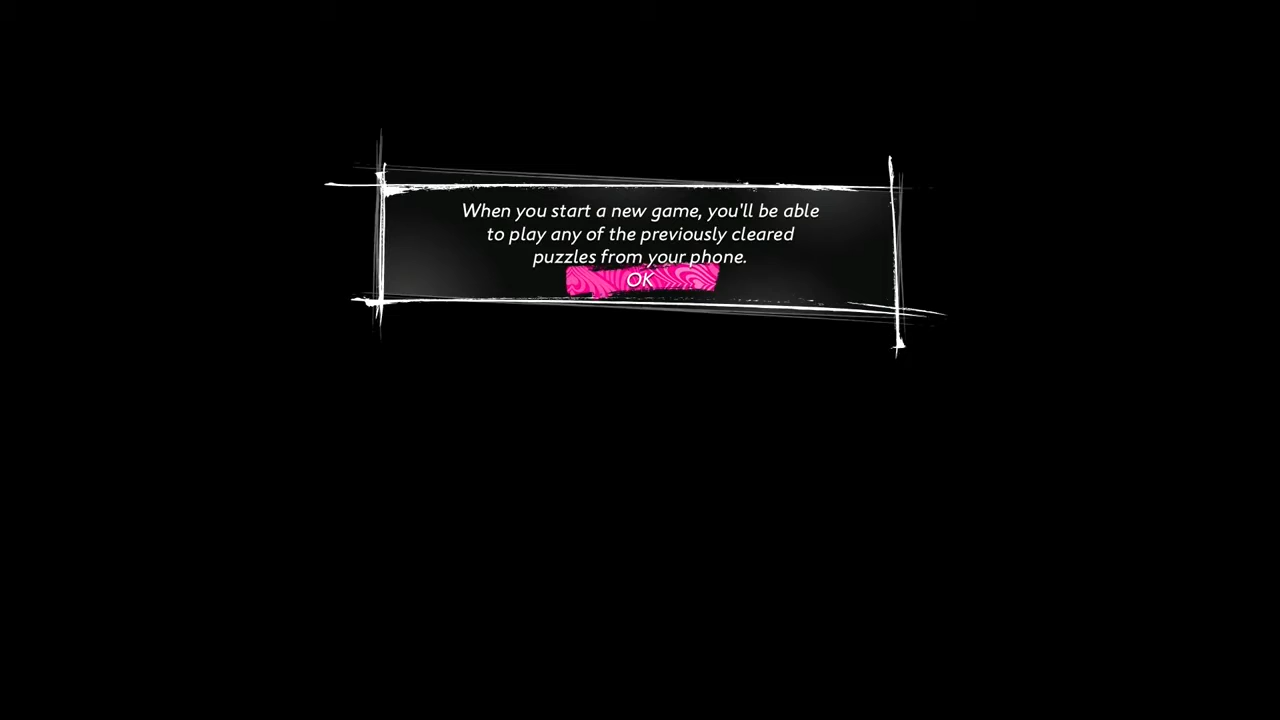 When you start a new game, you'll be able
to play any of the previously cleared
puzzles from your phone.
OK